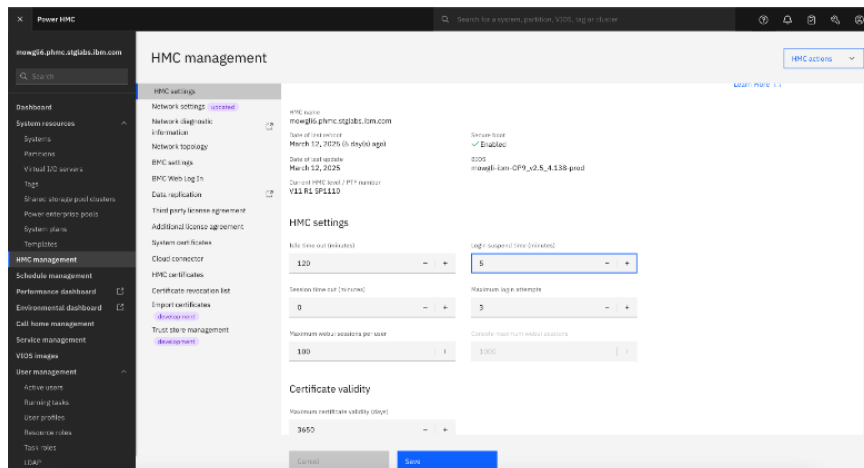 Power HMC
Search for a system, partition, VIOS, tag or cluster
mowgli6.phmc.stglabs.ibm.com
Search
Dashboard
System resources
Systems
Partitions
Virtual I/O servers
Tags
Shared storage pool clusters
Power enterprise pools
System plans
Templates
HMC management
Schedule management
Performance dashboard
Environmental dashboard
Call home management
Service management
VIOS images
User management
Active users
Running tasks
User profiles
Resource roles
Task roles
LDAP
HMC management
HMC actions
HMC settings
Network settings updated
Network diagnostic
information
Network topology
BMC settings
BMC Web Log In
Data replication
Third party license agreement
Additional license agreement
System certificates
Cloud connector
HMC certificates
Certificate revocation list
Import certificates
development
Trust store management
development
Learn More
HMC name
mowgli6.phmc.stglabs.ibm.com
Date of last reboot
March 12, 2025 (6 day(s) ago)
Secure boot
Enabled
Date of last update
March 12, 2025
BIOS
mowgli-ibm-OP9_v2.5_4.138-prod
Current HMC level / PTF number
V11 R1 SP1110
HMC settings
Idle time out (minutes)
120
Login suspend time (minutes)
5
Session time out (minutes)
0
Maximum login attempts
3
Maximum webui sessions per user
100
Console maximum webui sessions
1000
Certificate validity
Maximum certificate validity (days)
3650
Cancel
Save